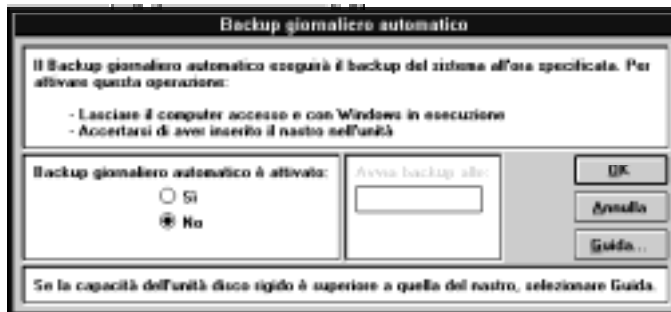 Backup giornaliero automatico
Il Backup giornaliero automatico eseguirà il backup del sistema all'ora specificata. Per
attivare questa operazione:
- Lasciare il computer accesso e con Windows in esecuzione
- Accertarsi di aver inserito il nastro nell'unità
Backup giornaliero automatico è attivato:
Sì
No
Avvia backup alle:
OK
Annulla
Guida...
Se la capacità dell'unità disco rigido è superiore a quella del nastro, selezionare Guida.